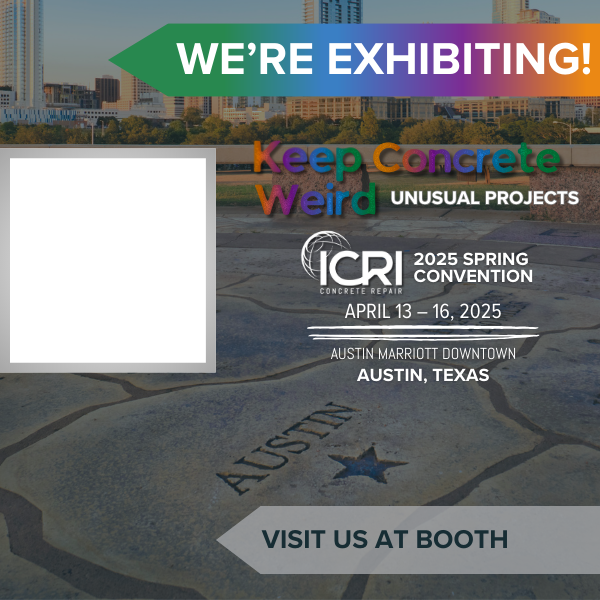 WE'RE EXHIBITING!
Keep Concrete
Weird UNUSUAL PROJECTS
ICRI
CONCRETE REPAIR
2025 SPRING
CONVENTION
APRIL 13 – 16, 2025
AUSTIN MARRIOTT DOWNTOWN
AUSTIN, TEXAS
AUSTIN
VISIT US AT BOOTH